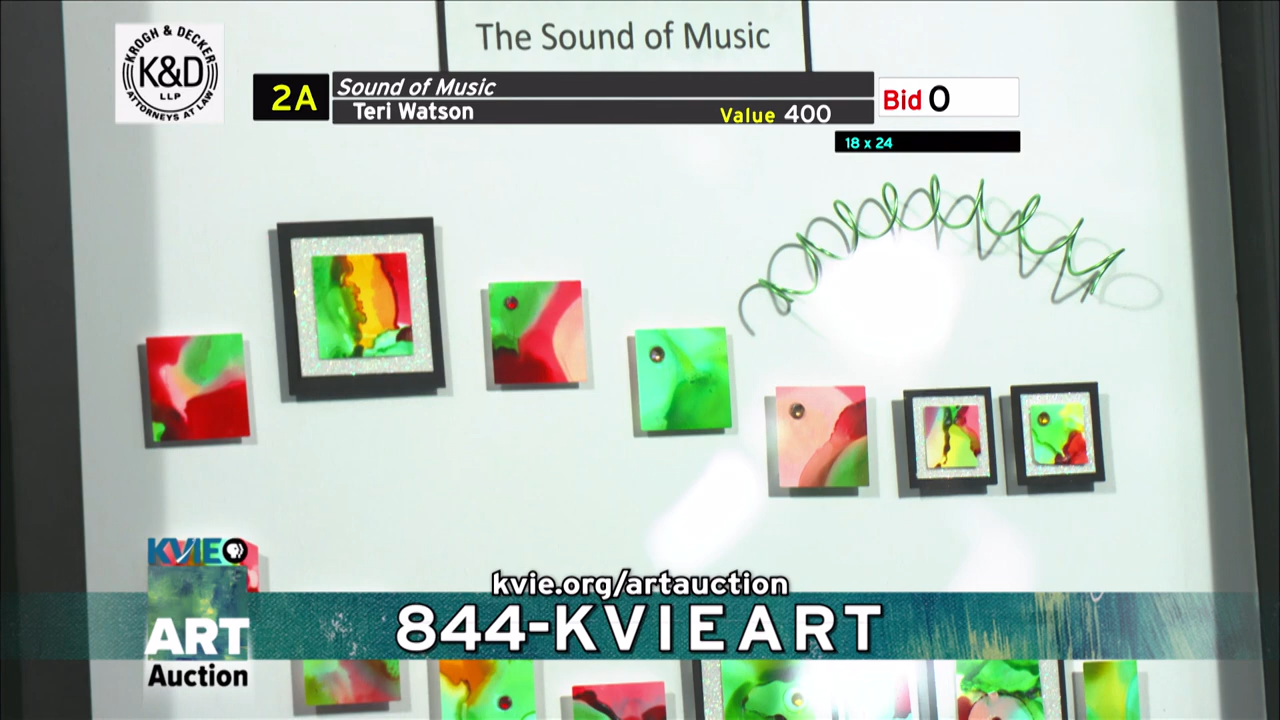 The Sound of Music
KROGH & DECKER
K&D
LLP
ATTORNEYS AT LAW
2A
Sound of Music
Teri Watson
Value 400
Bid 0
18 x 24
KVIE
ART
Auction
kvie.org/artauction
844-KVIEART